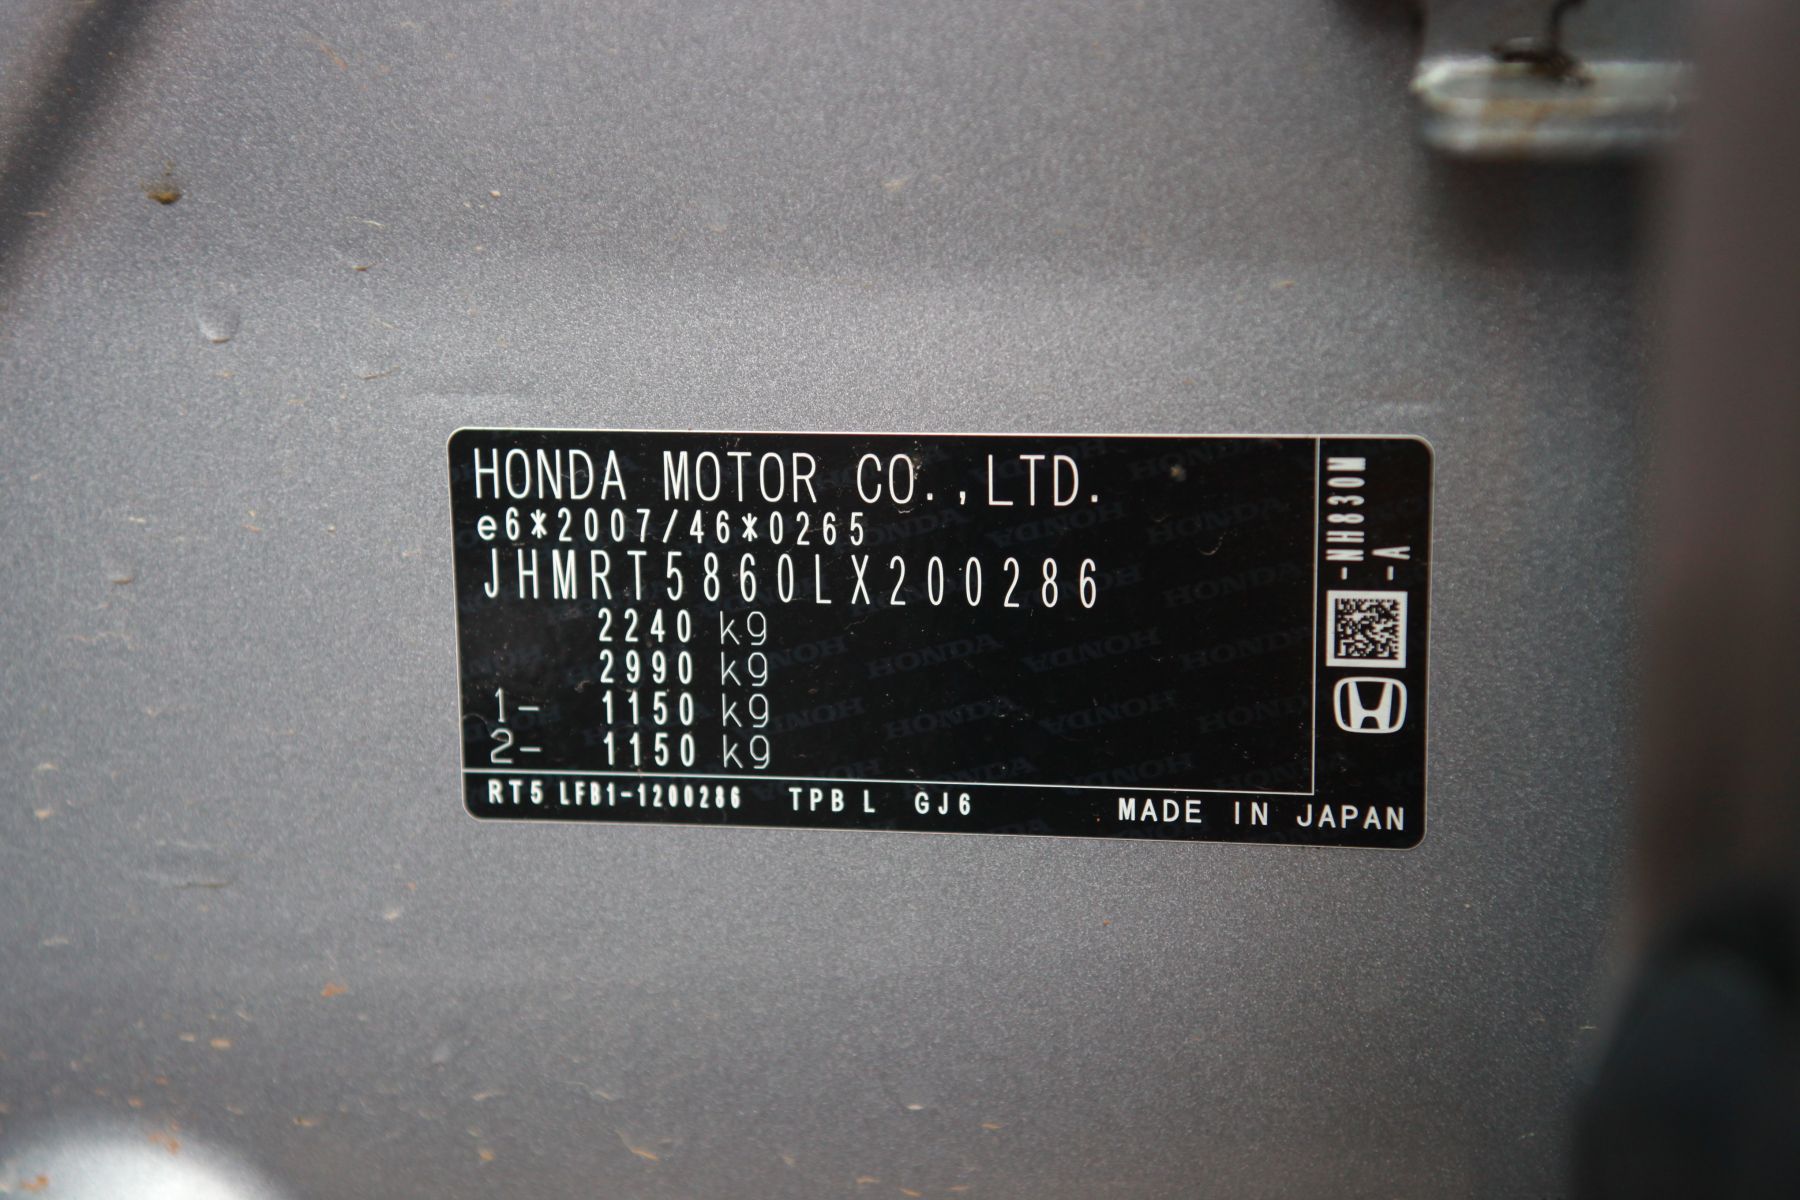 HONDA MOTOR CO.,LTD.
e6*2007/46*0265
JHMRT5860LX200286
2240 kg
2990 kg
1- 1150 kg
2- 1150 kg
RT5 LFB1-1200286 TPB L GJ6 MADE IN JAPAN
-NH830M
-A